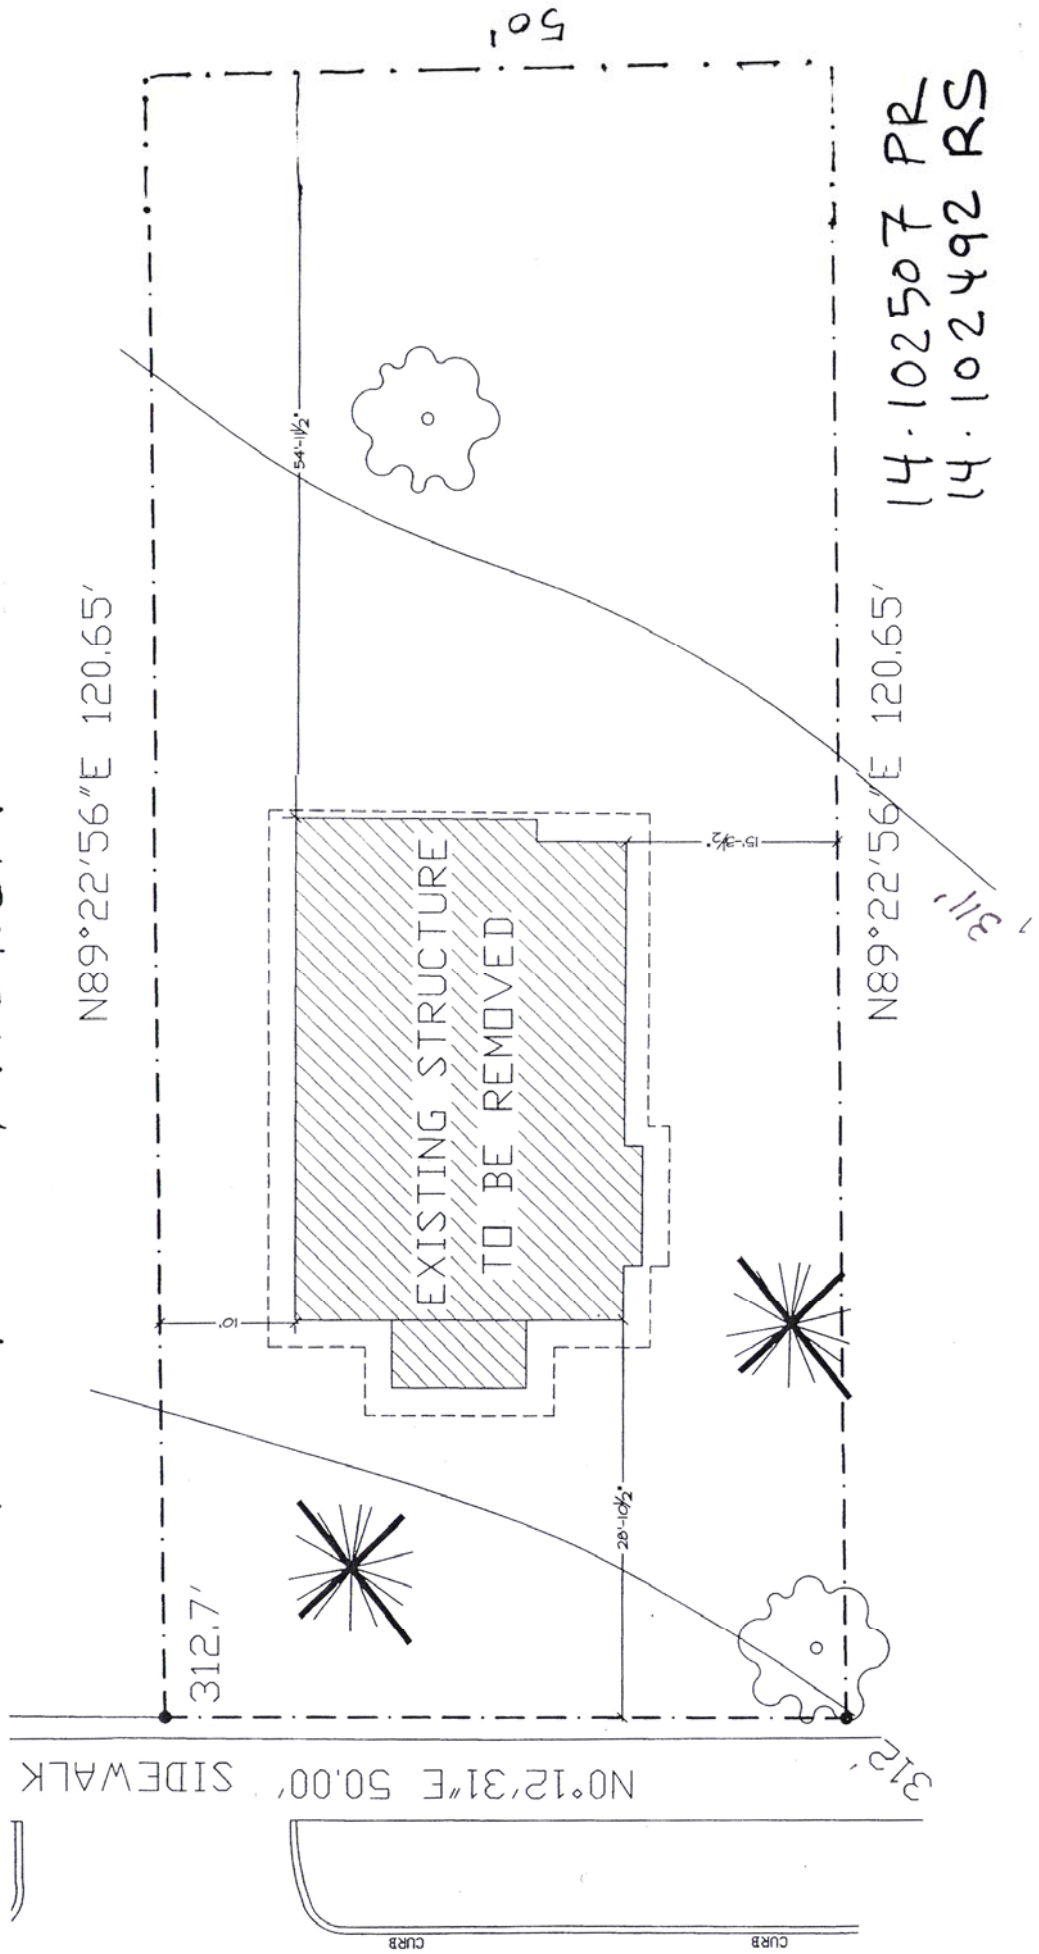 50'
N89°22'56"E 120.65'
54'-11½"
14.102507 PR
14.102492 RS
EXISTING STRUCTURE
TO BE REMOVED
15'-3½"
N89°22'56"E 120.65'
311'
10'
28'-10½"
312.7'
312'
N0°12'31"E 50.00'
SIDEWALK
CURB
CURB